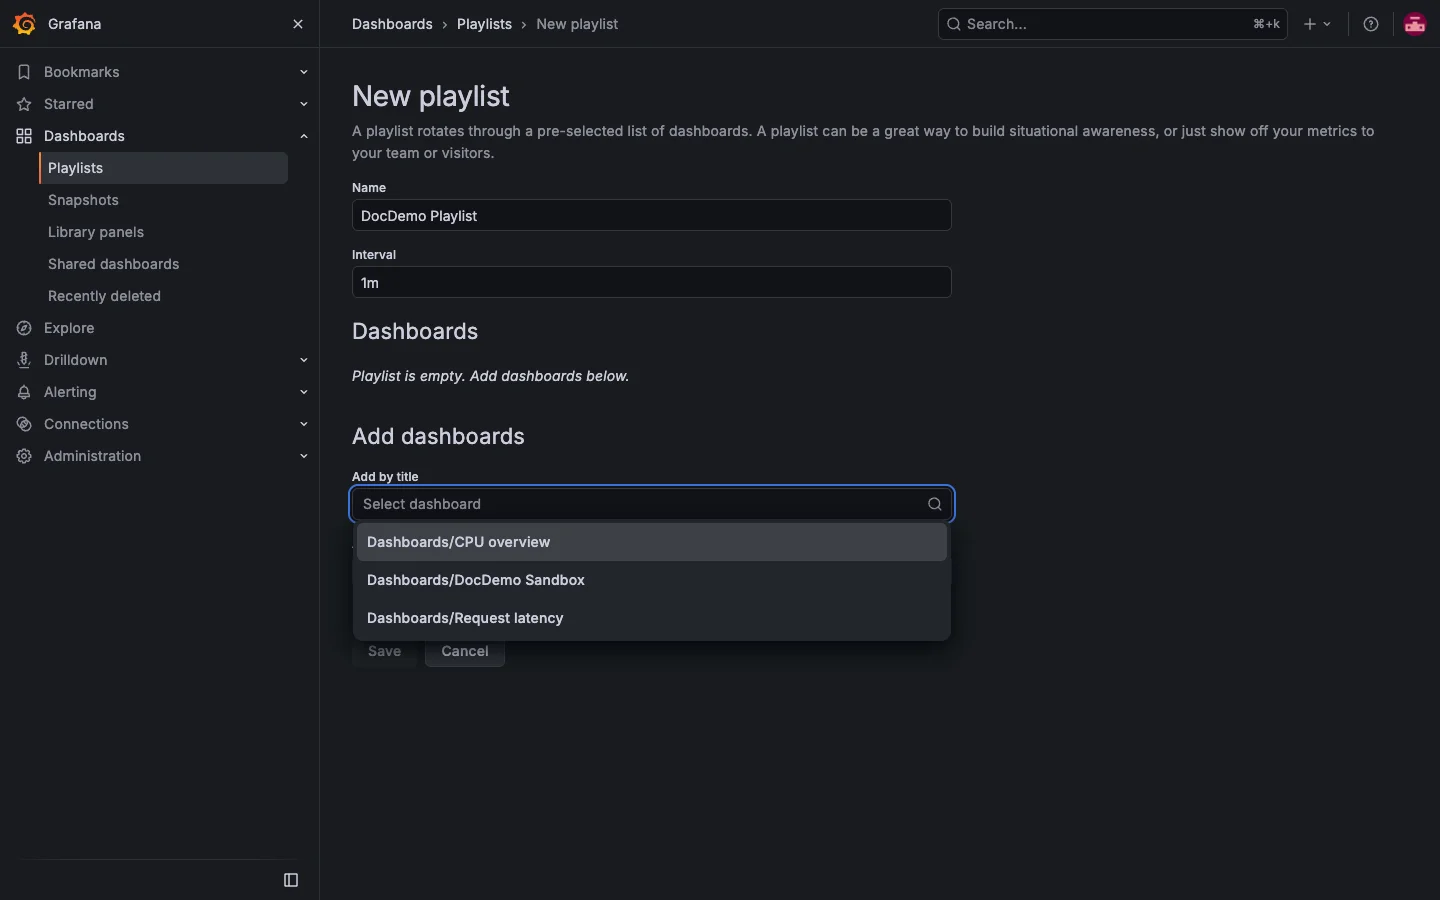 Grafana
Dashboards › Playlists › New playlist
Search... ⌘+k
Bookmarks
Starred
Dashboards
Playlists
Snapshots
Library panels
Shared dashboards
Recently deleted
Explore
Drilldown
Alerting
Connections
Administration
New playlist
A playlist rotates through a pre-selected list of dashboards. A playlist can be a great way to build situational awareness, or just show off your metrics to
your team or visitors.
Name
DocDemo Playlist
Interval
1m
Dashboards
Playlist is empty. Add dashboards below.
Add dashboards
Add by title
Select dashboard
Dashboards/CPU overview
Dashboards/DocDemo Sandbox
Dashboards/Request latency
Save Cancel